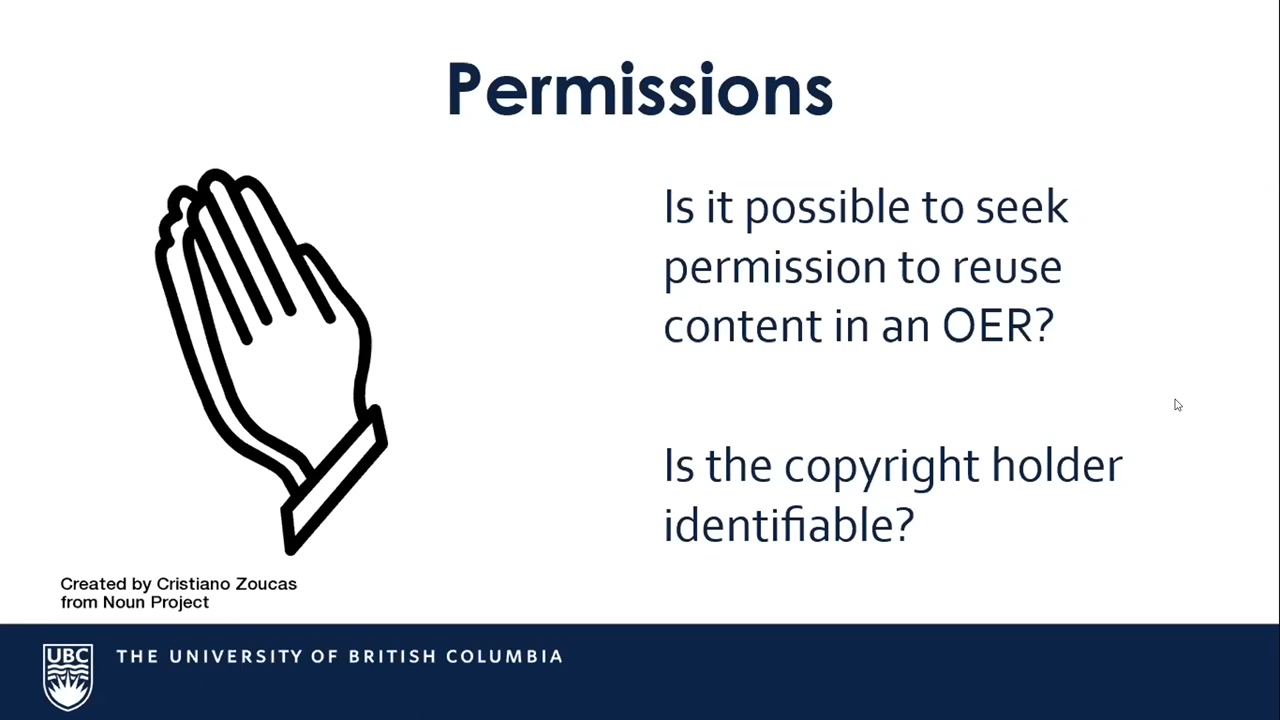 Permissions
Is it possible to seek
permission to reuse
content in an OER?
Is the copyright holder
identifiable?
Created by Cristiano Zoucas
from Noun Project
UBC
THE UNIVERSITY OF BRITISH COLUMBIA